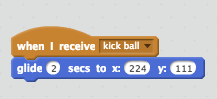 when I receive kick ball
glide 2 secs to x: 224 y: 111